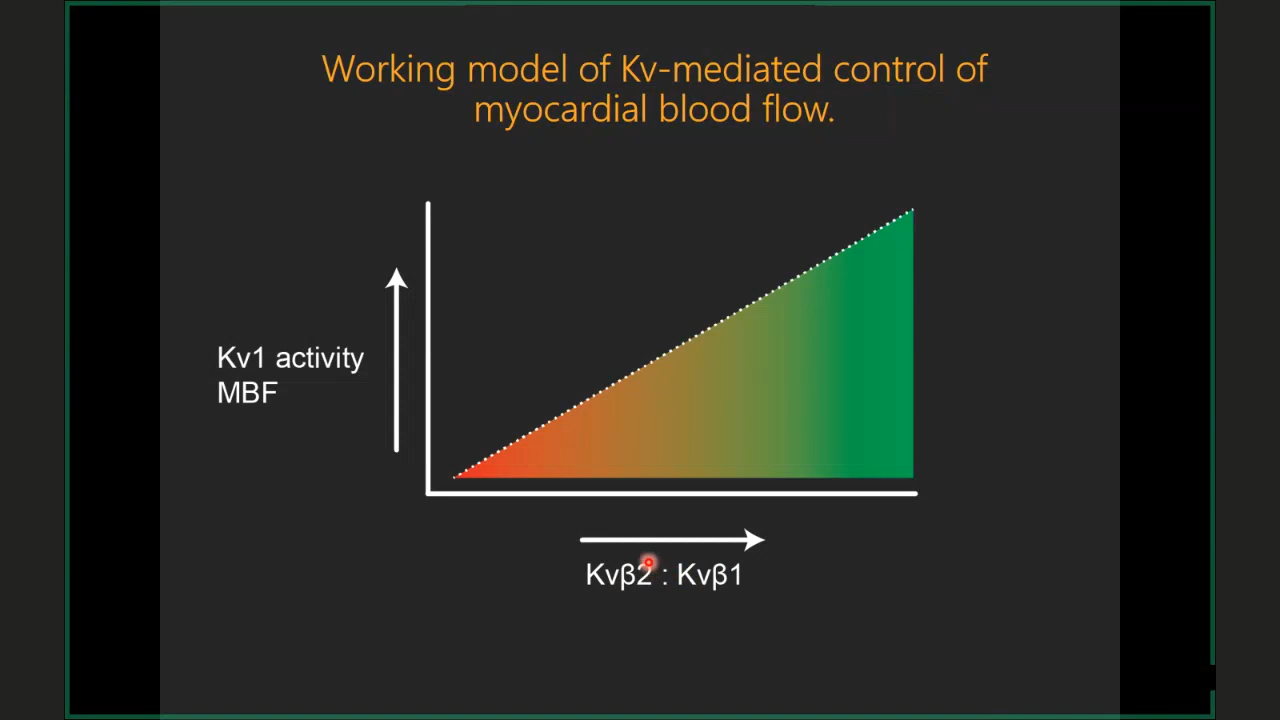 Working model of Kv-mediated control of
myocardial blood flow.
Kv1 activity
MBF
Kvβ2 : Kvβ1